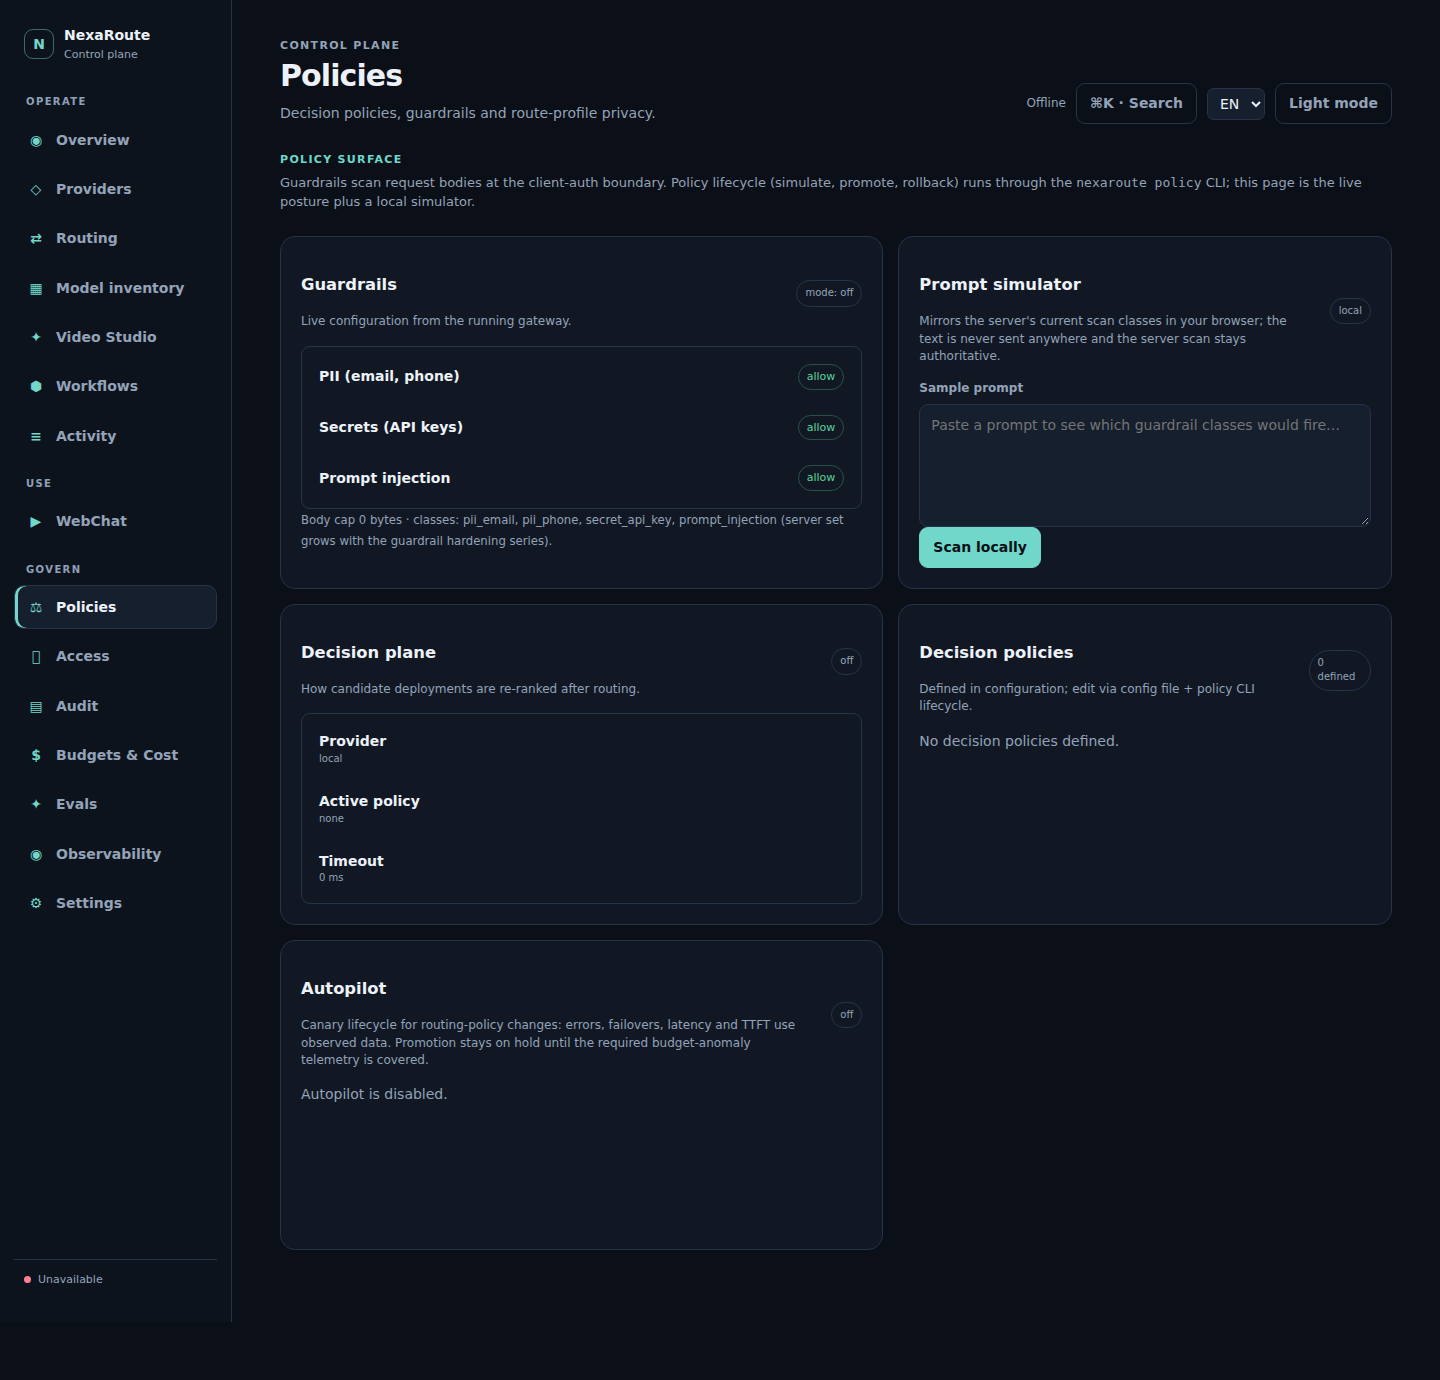 N
NexaRoute
Control plane
OPERATE
Overview
Providers
Routing
Model inventory
Video Studio
Workflows
Activity
USE
WebChat
GOVERN
Policies
Access
Audit
$ Budgets & Cost
Evals
Observability
Settings
Unavailable
CONTROL PLANE
Policies
Decision policies, guardrails and route-profile privacy.
Offline
⌘K · Search
EN
Light mode
POLICY SURFACE
Guardrails scan request bodies at the client-auth boundary. Policy lifecycle (simulate, promote, rollback) runs through the nexaroute policy CLI; this page is the live
posture plus a local simulator.
Guardrails
mode: off
Live configuration from the running gateway.
PII (email, phone)
allow
Secrets (API keys)
allow
Prompt injection
allow
Body cap 0 bytes · classes: pii_email, pii_phone, secret_api_key, prompt_injection (server set
grows with the guardrail hardening series).
Prompt simulator
local
Mirrors the server's current scan classes in your browser; the
text is never sent anywhere and the server scan stays
authoritative.
Sample prompt
Paste a prompt to see which guardrail classes would fire…
Scan locally
Decision plane
off
How candidate deployments are re-ranked after routing.
Provider
local
Active policy
none
Timeout
0 ms
Decision policies
0
defined
Defined in configuration; edit via config file + policy CLI
lifecycle.
No decision policies defined.
Autopilot
off
Canary lifecycle for routing-policy changes: errors, failovers, latency and TTFT use
observed data. Promotion stays on hold until the required budget-anomaly
telemetry is covered.
Autopilot is disabled.